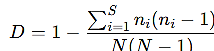 D = 1 - \frac{\sum_{i=1}^{S} n_i(n_i - 1)}{N(N - 1)}